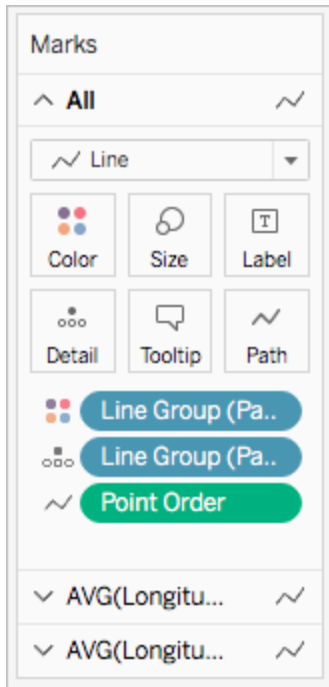 Marks
All
Line
Color Size Label
Detail Tooltip Path
Line Group (Pa..
Line Group (Pa..
Point Order
AVG(Longitu...
AVG(Longitu...